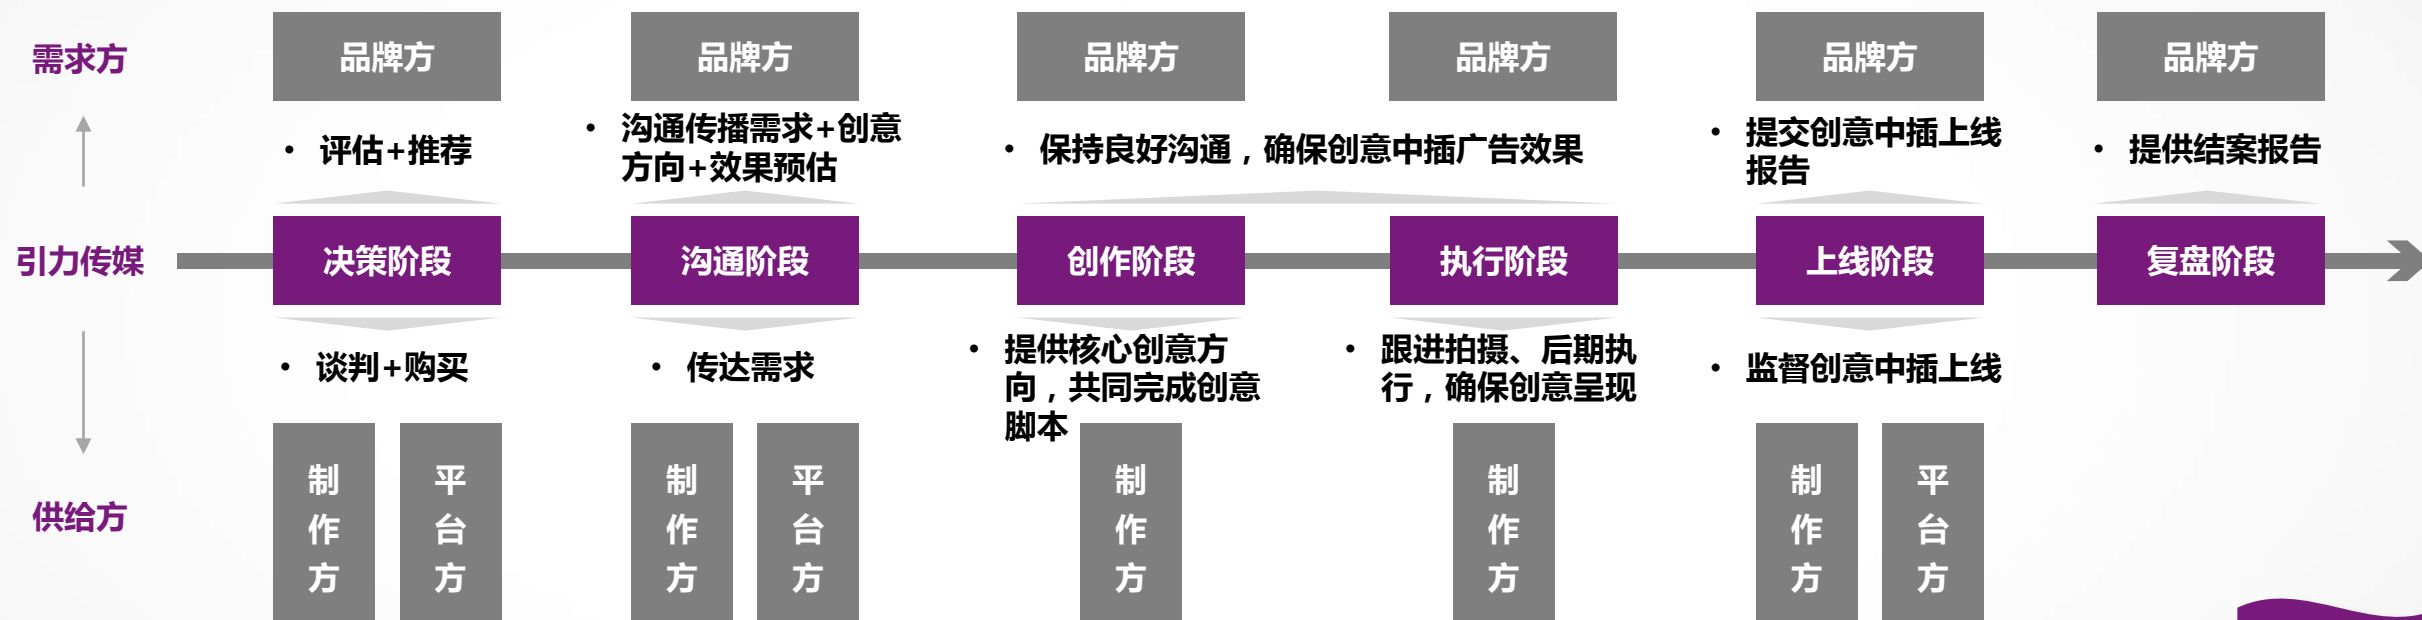 需求方
品牌方
品牌方
品牌方
品牌方
品牌方
品牌方
• 评估+推荐
• 沟通传播需求+创意
方向+效果预估
• 保持良好沟通，确保创意中插广告效果
• 提交创意中插上线
报告
• 提供结案报告
引力传媒
决策阶段
沟通阶段
创作阶段
执行阶段
上线阶段
复盘阶段
• 谈判+购买
• 传达需求
• 提供核心创意方
向，共同完成创意
脚本
• 跟进拍摄、后期执
行，确保创意呈现
• 监督创意中插上线
供给方
制作方
平台方
制作方
平台方
制作方
制作方
制作方
平台方